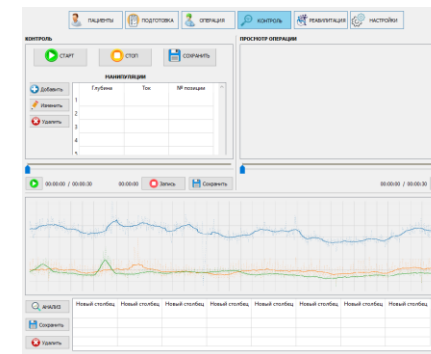 ПАЦИЕНТЫ ПОДГОТОВКА ОПЕРАЦИЯ КОНТРОЛЬ РЕАБИЛИТАЦИЯ НАСТРОЙКИ
КОНТРОЛЬ
ПРОСМОТР ОПЕРАЦИИ
СТАРТ СТОП СОХРАНИТЬ
МАНИПУЛЯЦИИ
Добавить
Изменить
Удалить
Глубина Ток № позиции
1
2
3
4
5
00:00:00 / 00:00:30 00:00:00 Запись Сохранить
00:00:00 / 00:00:30
АНАЛИЗ
Сохранить
Удалить
Новый столбец Новый столбец Новый столбец Новый столбец Новый столбец Новый столбец Новый столбец Новый столбец